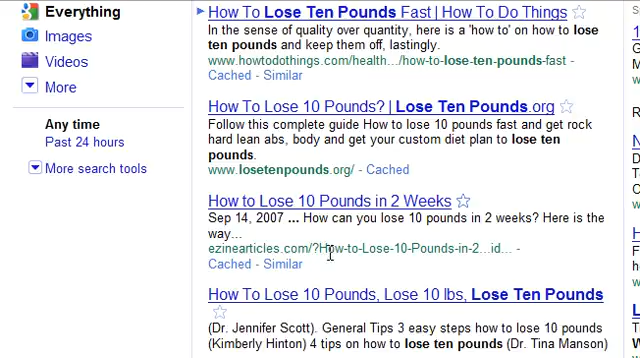 Everything
Images
Videos
More
Any time
Past 24 hours
More search tools
How To Lose Ten Pounds Fast | How To Do Things
In the sense of quality over quantity, here is a 'how to' on how to lose
ten pounds and keep them off, lastingly.
www.howtodothings.com/health.../how-to-lose-ten-pounds-fast -
Cached - Similar
How To Lose 10 Pounds? | Lose Ten Pounds.org
Follow this complete guide How to lose 10 pounds fast and get rock
hard lean abs, body and get your custom diet plan to lose ten
pounds.
www.losetenpounds.org/ - Cached
How to Lose 10 Pounds in 2 Weeks
Sep 14, 2007 ... How can you lose 10 pounds in 2 weeks? Here is the
way...
ezinearticles.com/?How-to-Lose-10-Pounds-in-2...id... -
Cached - Similar
How To Lose 10 Pounds, Lose 10 lbs, Lose Ten Pounds
(Dr. Jennifer Scott). General Tips 3 easy steps how to lose 10 pounds
(Kimberly Hinton) 4 tips on how to lose ten pounds (Dr. Tina Manson)